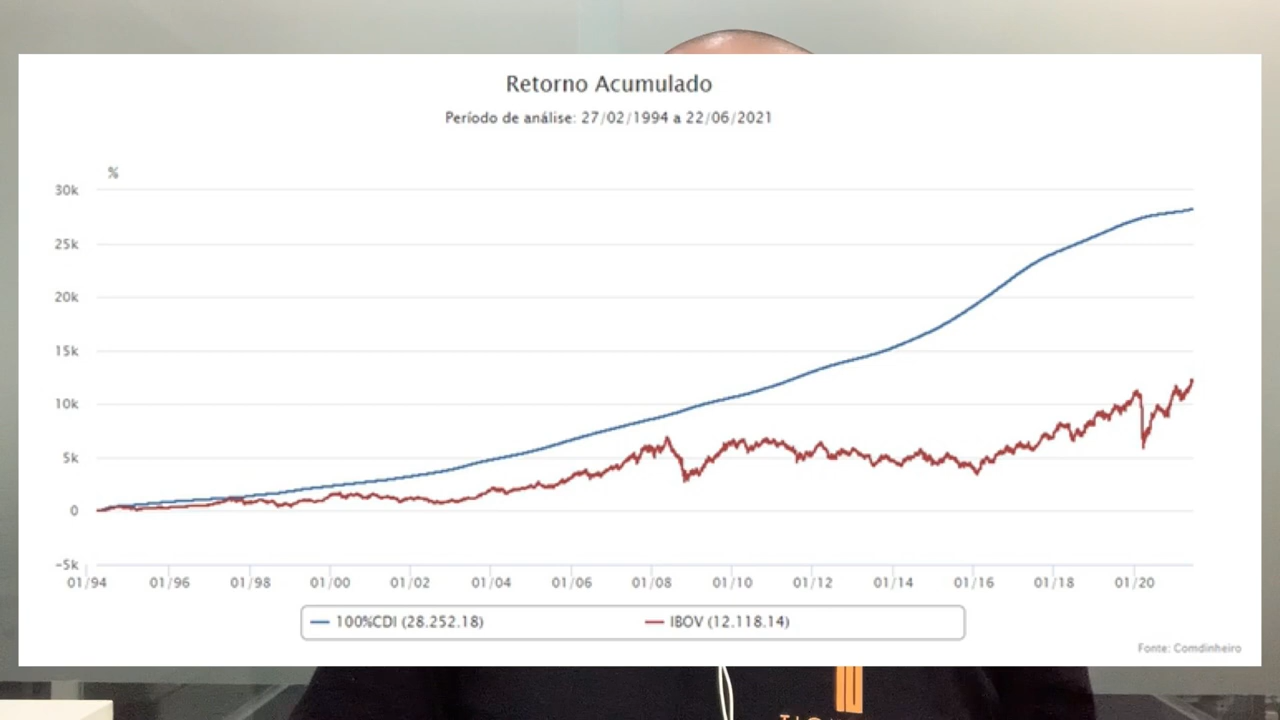 Retorno Acumulado
Período de análise: 27/02/1994 a 22/06/2021
%
30k
25k
20k
15k
10k
5k
0
-5k
01/94 01/96 01/98 01/00 01/02 01/04 01/06 01/08 01/10 01/12 01/14 01/16 01/18 01/20
100%CDI (28.252.18) IBOV (12.118.14)
Fonte: Comdinheiro